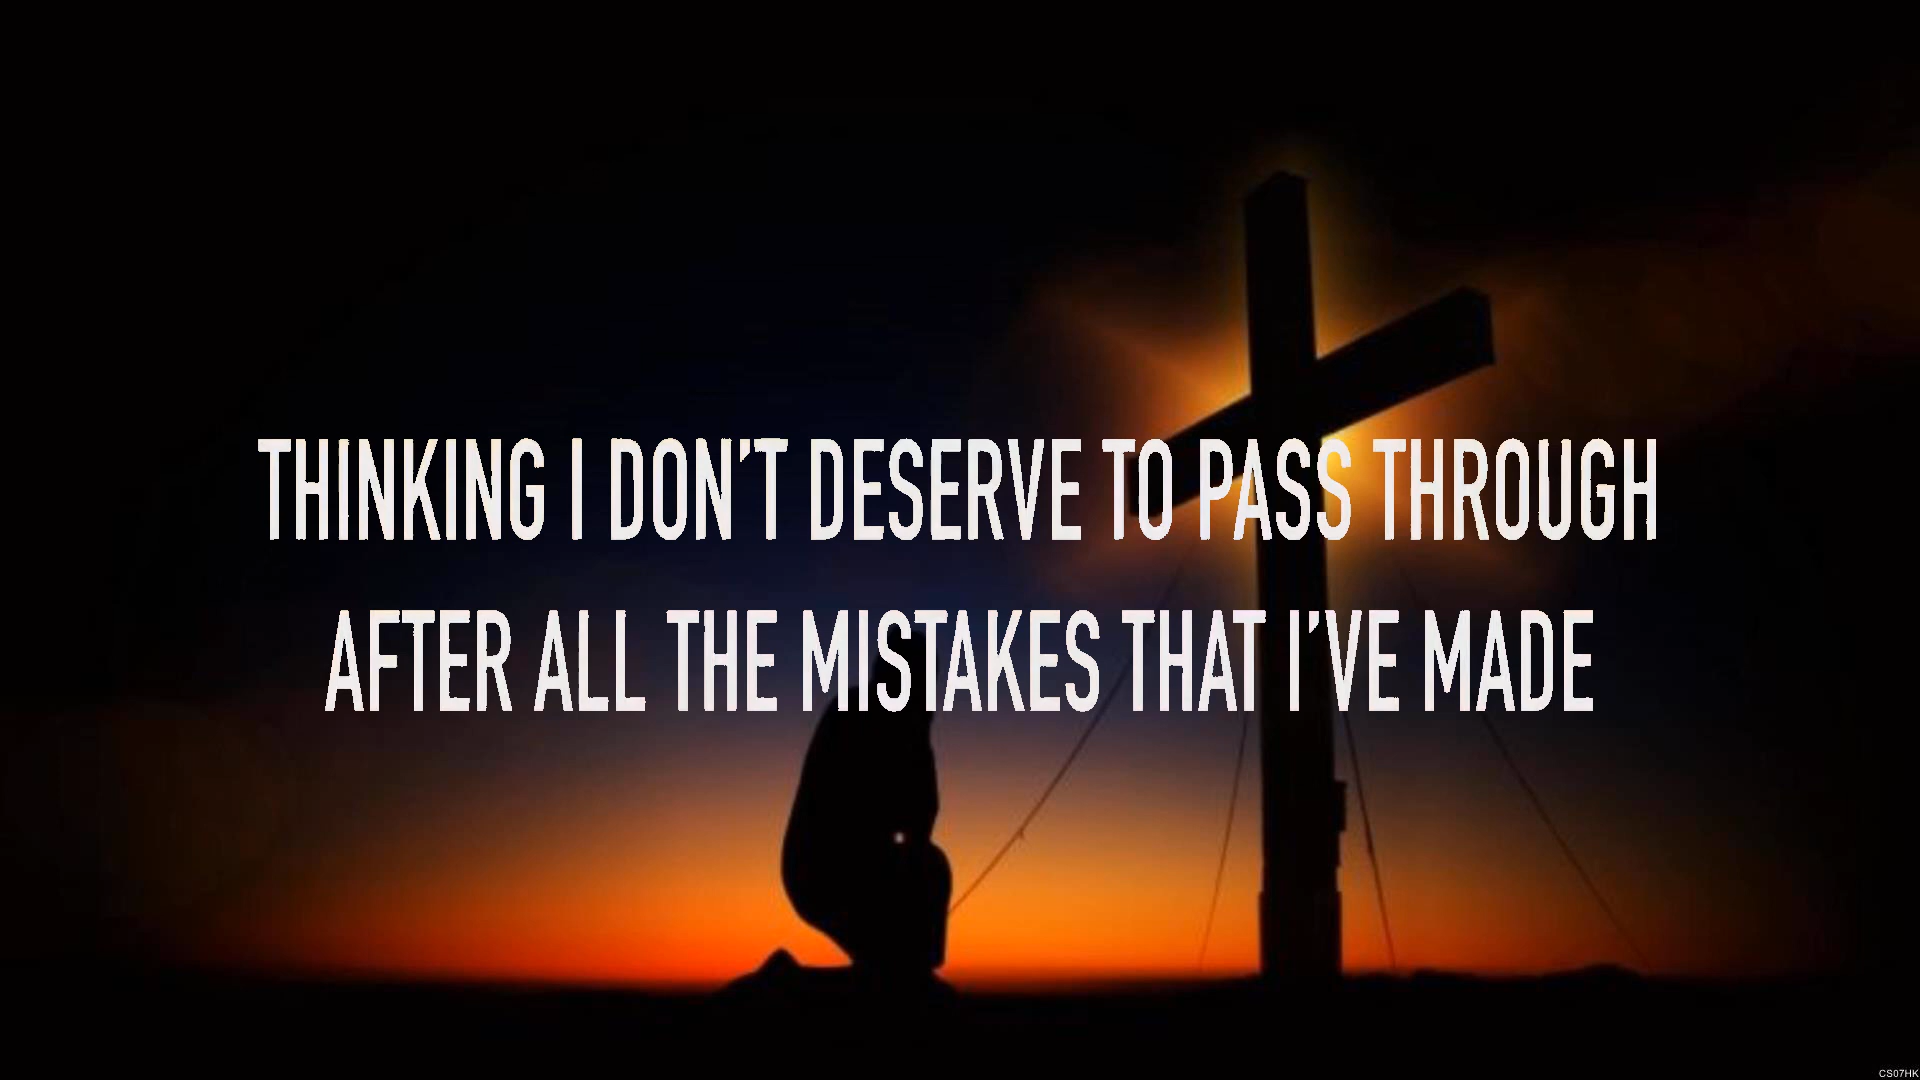 THINKING I DON'T DESERVE TO PASS THROUGH
AFTER ALL THE MISTAKES THAT I'VE MADE
CS07HK